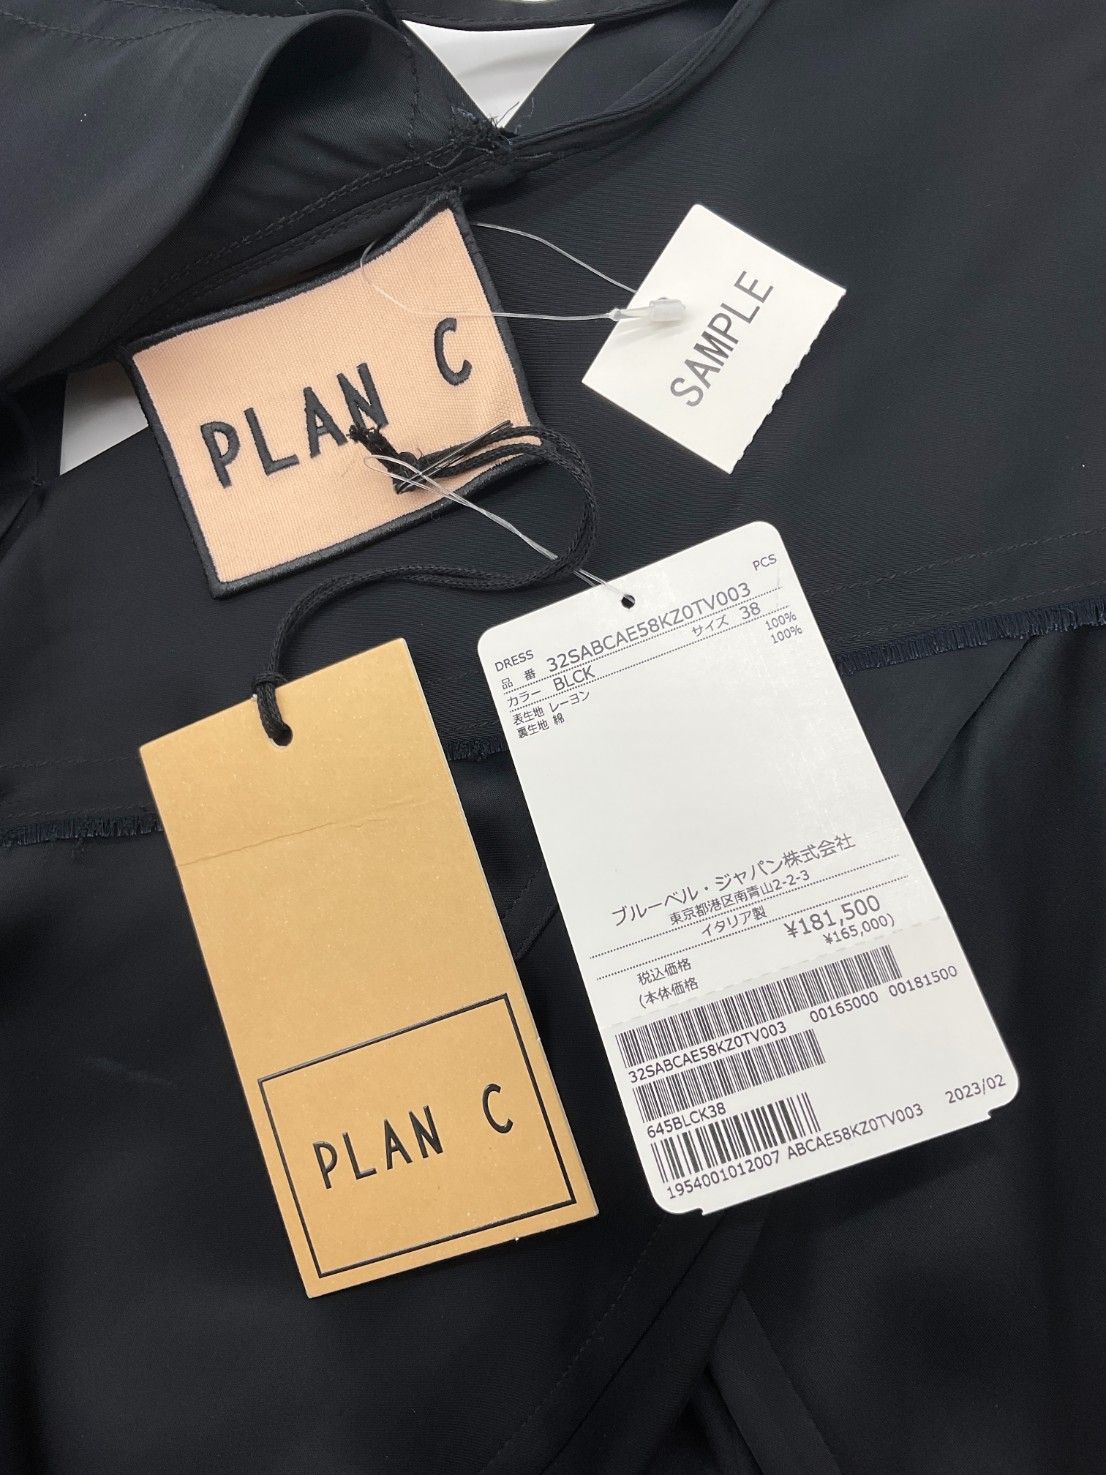 PLAN C
SAMPLE
PCS
DRESS
品 番 32SABCAE58KZ0TV003
カラー BLCK サイズ 38
表生地 レーヨン 100%
裏生地 綿 100%
ブルーベル・ジャパン株式会社
東京都港区南青山2-2-3
イタリア製
税込価格 ¥181,500
(本体価格 ¥165,000)
32SABCAE58KZ0TV003 00165000 00181500
645BLCK38
1954001012007 ABCAE58KZ0TV003 2023/02
PLAN C